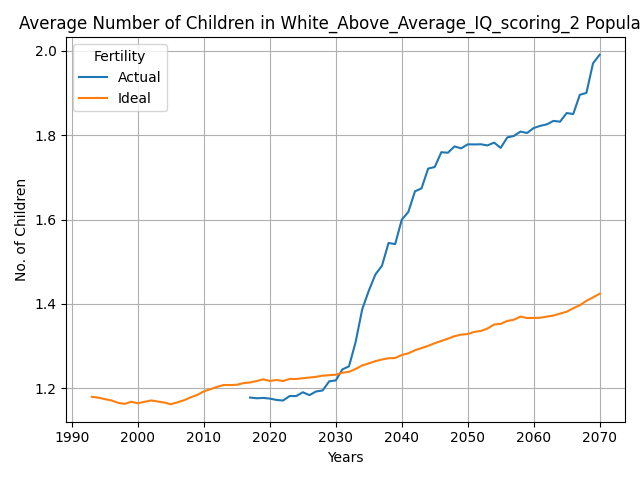 Average Number of Children in White_Above_Average_IQ_scoring_2 Popula
Fertility
Actual
Ideal
2.0
1.8
1.6
1.4
1.2
No. of Children
1990 2000 2010 2020 2030 2040 2050 2060 2070
Years